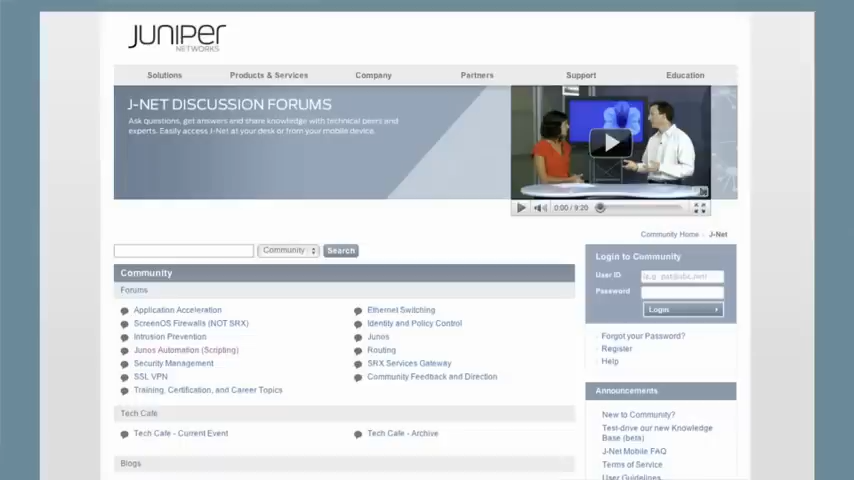 JUNIPER
NETWORKS
Solutions
Products & Services
Company
Partners
Support
Education
J-NET DISCUSSION FORUMS
Ask questions, get answers and share knowledge with technical peers and
experts. Easily access J-Net at your desk or from your mobile device.
0:00 / 9:20
Community Home
J-Net
Community
Search
Login to Community
User ID
Password
Login
Forgot your Password?
Register
Help
Community
Forums
Application Acceleration
Ethernet Switching
ScreenOS Firewalls (NOT SRX)
Identity and Policy Control
Intrusion Prevention
Junos
Junos Automation (Scripting)
Routing
Security Management
SRX Services Gateway
SSL VPN
Community Feedback and Direction
Training, Certification, and Career Topics
Tech Cafe
Tech Cafe - Current Event
Tech Cafe - Archive
Blogs
Announcements
New to Community?
Test-drive our new Knowledge
Base (beta)
J-Net Mobile FAQ
Terms of Service
User Guidelines